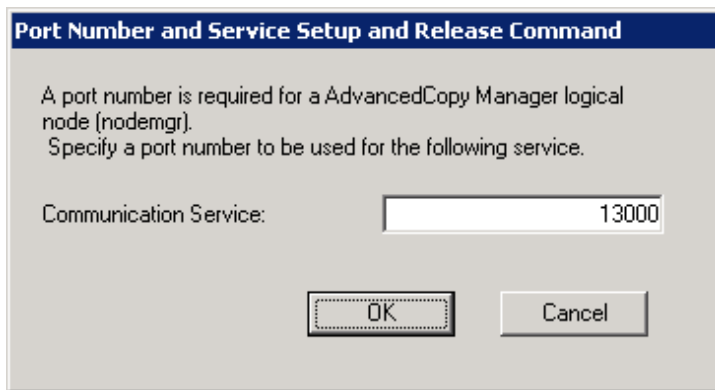 Port Number and Service Setup and Release Command
A port number is required for a AdvancedCopy Manager logical
node (nodemgr).
Specify a port number to be used for the following service.
Communication Service:
13000
OK
Cancel